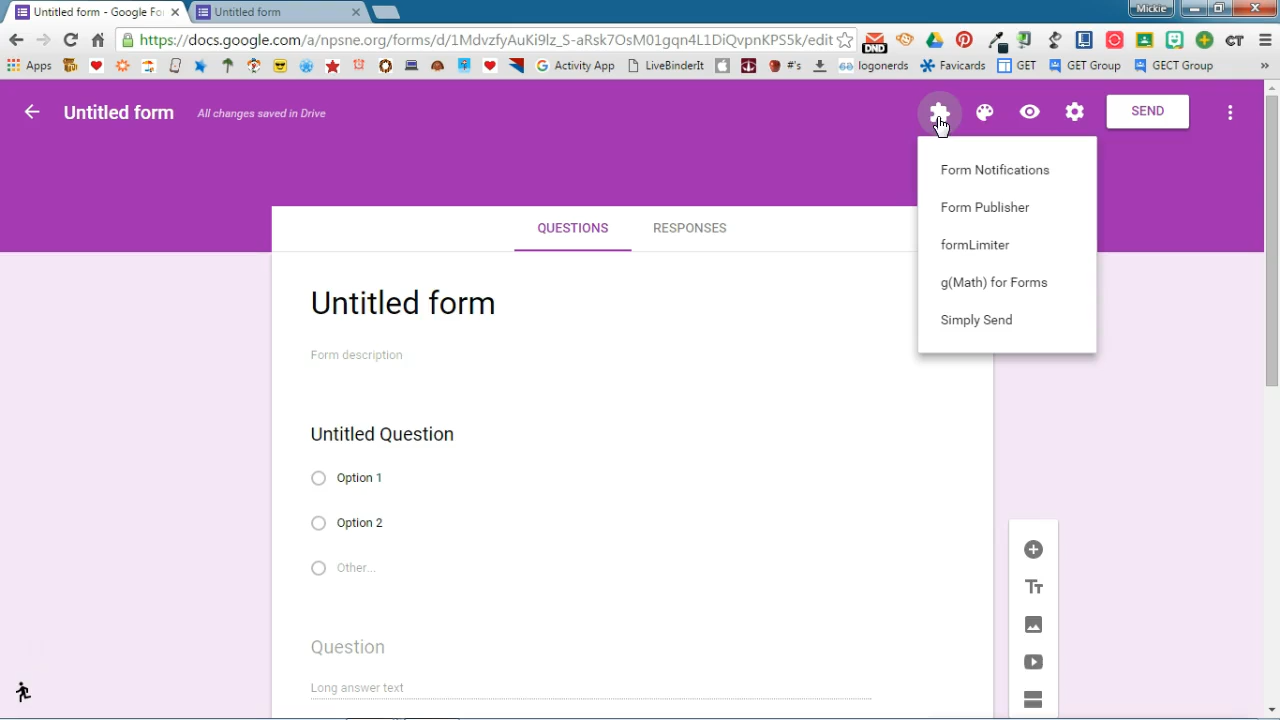 Untitled form - Google Fo
Untitled form
Mickie
https://docs.google.com/a/npsne.org/forms/d/1MdvzfyAuKi9lz_S-aRsk7OsM01gqn4L1DiQvpnKPS5k/edit
DND
CT
Apps
Activity App
LiveBinderIt
#'s
logonerds
Favicards
GET
GET Group
GECT Group
»
Untitled form
All changes saved in Drive
SEND
Form Notifications
Form Publisher
formLimiter
g(Math) for Forms
Simply Send
QUESTIONS
RESPONSES
Untitled form
Form description
Untitled Question
Option 1
Option 2
Other...
Question
Long answer text
Tт